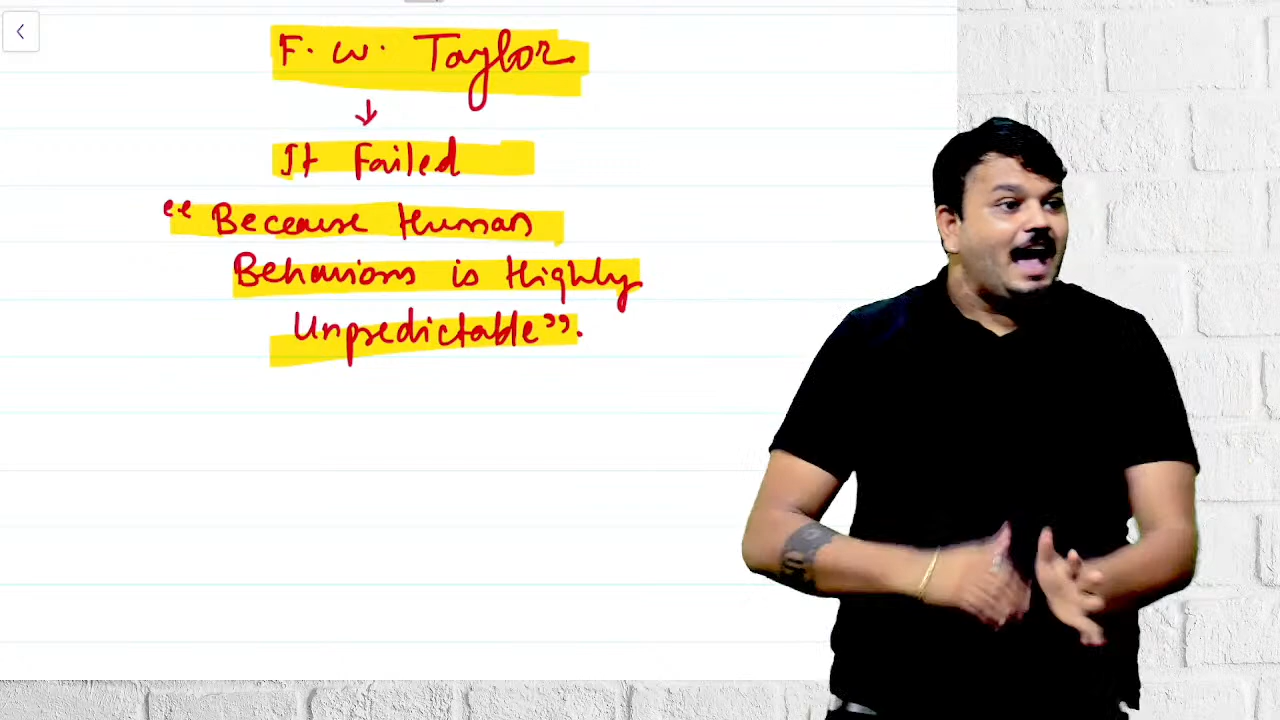 F. W. Taylor
↓
It Failed
“Because Human
Behaviors is Highly
Unpredictable”.